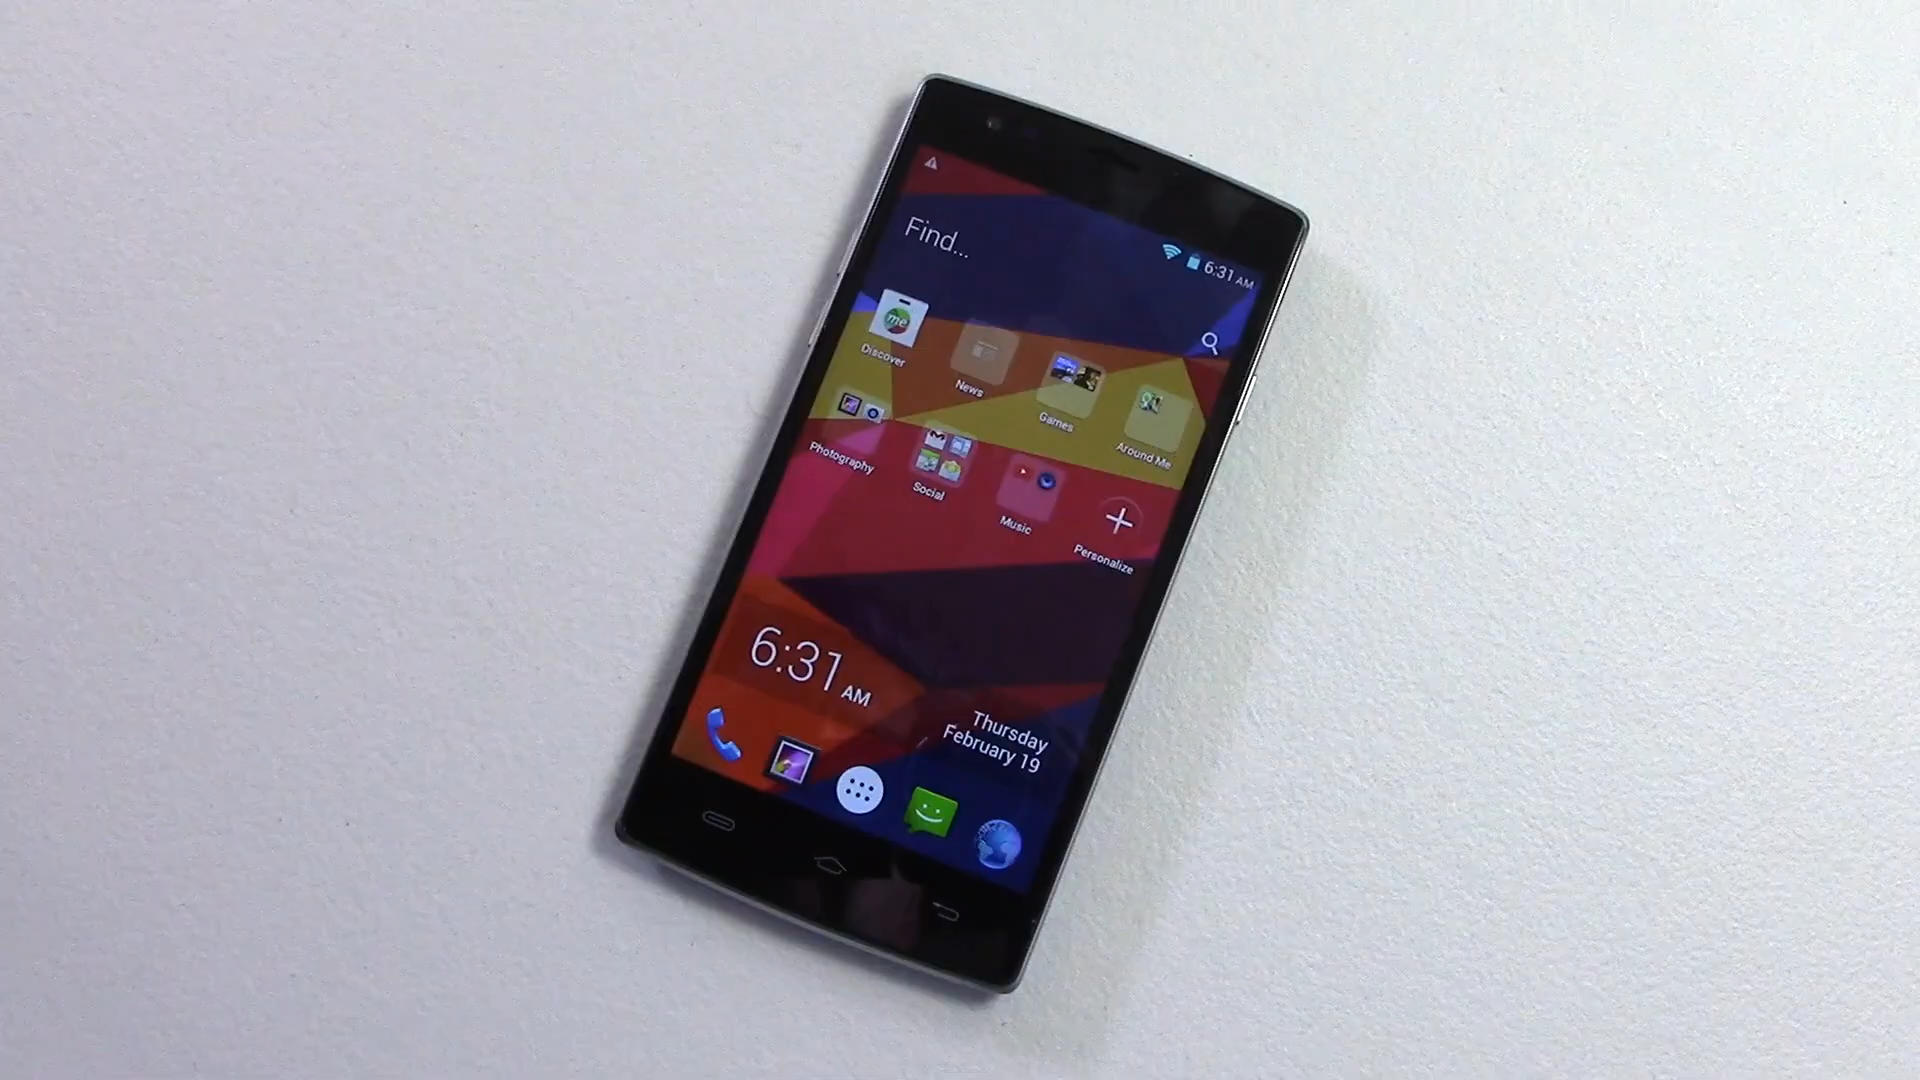 6:31 AM
Find...
me
Discover
News
Games
Around Me
Photography
Social
Music
Personalize
6:31 AM
Thursday
February 19